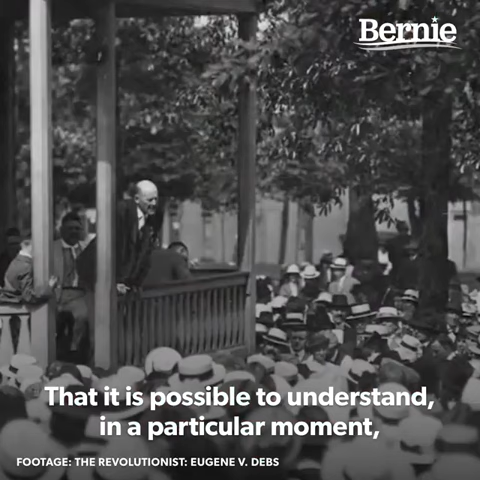 Bernie
That it is possible to understand,
in a particular moment,
FOOTAGE: THE REVOLUTIONIST: EUGENE V. DEBS